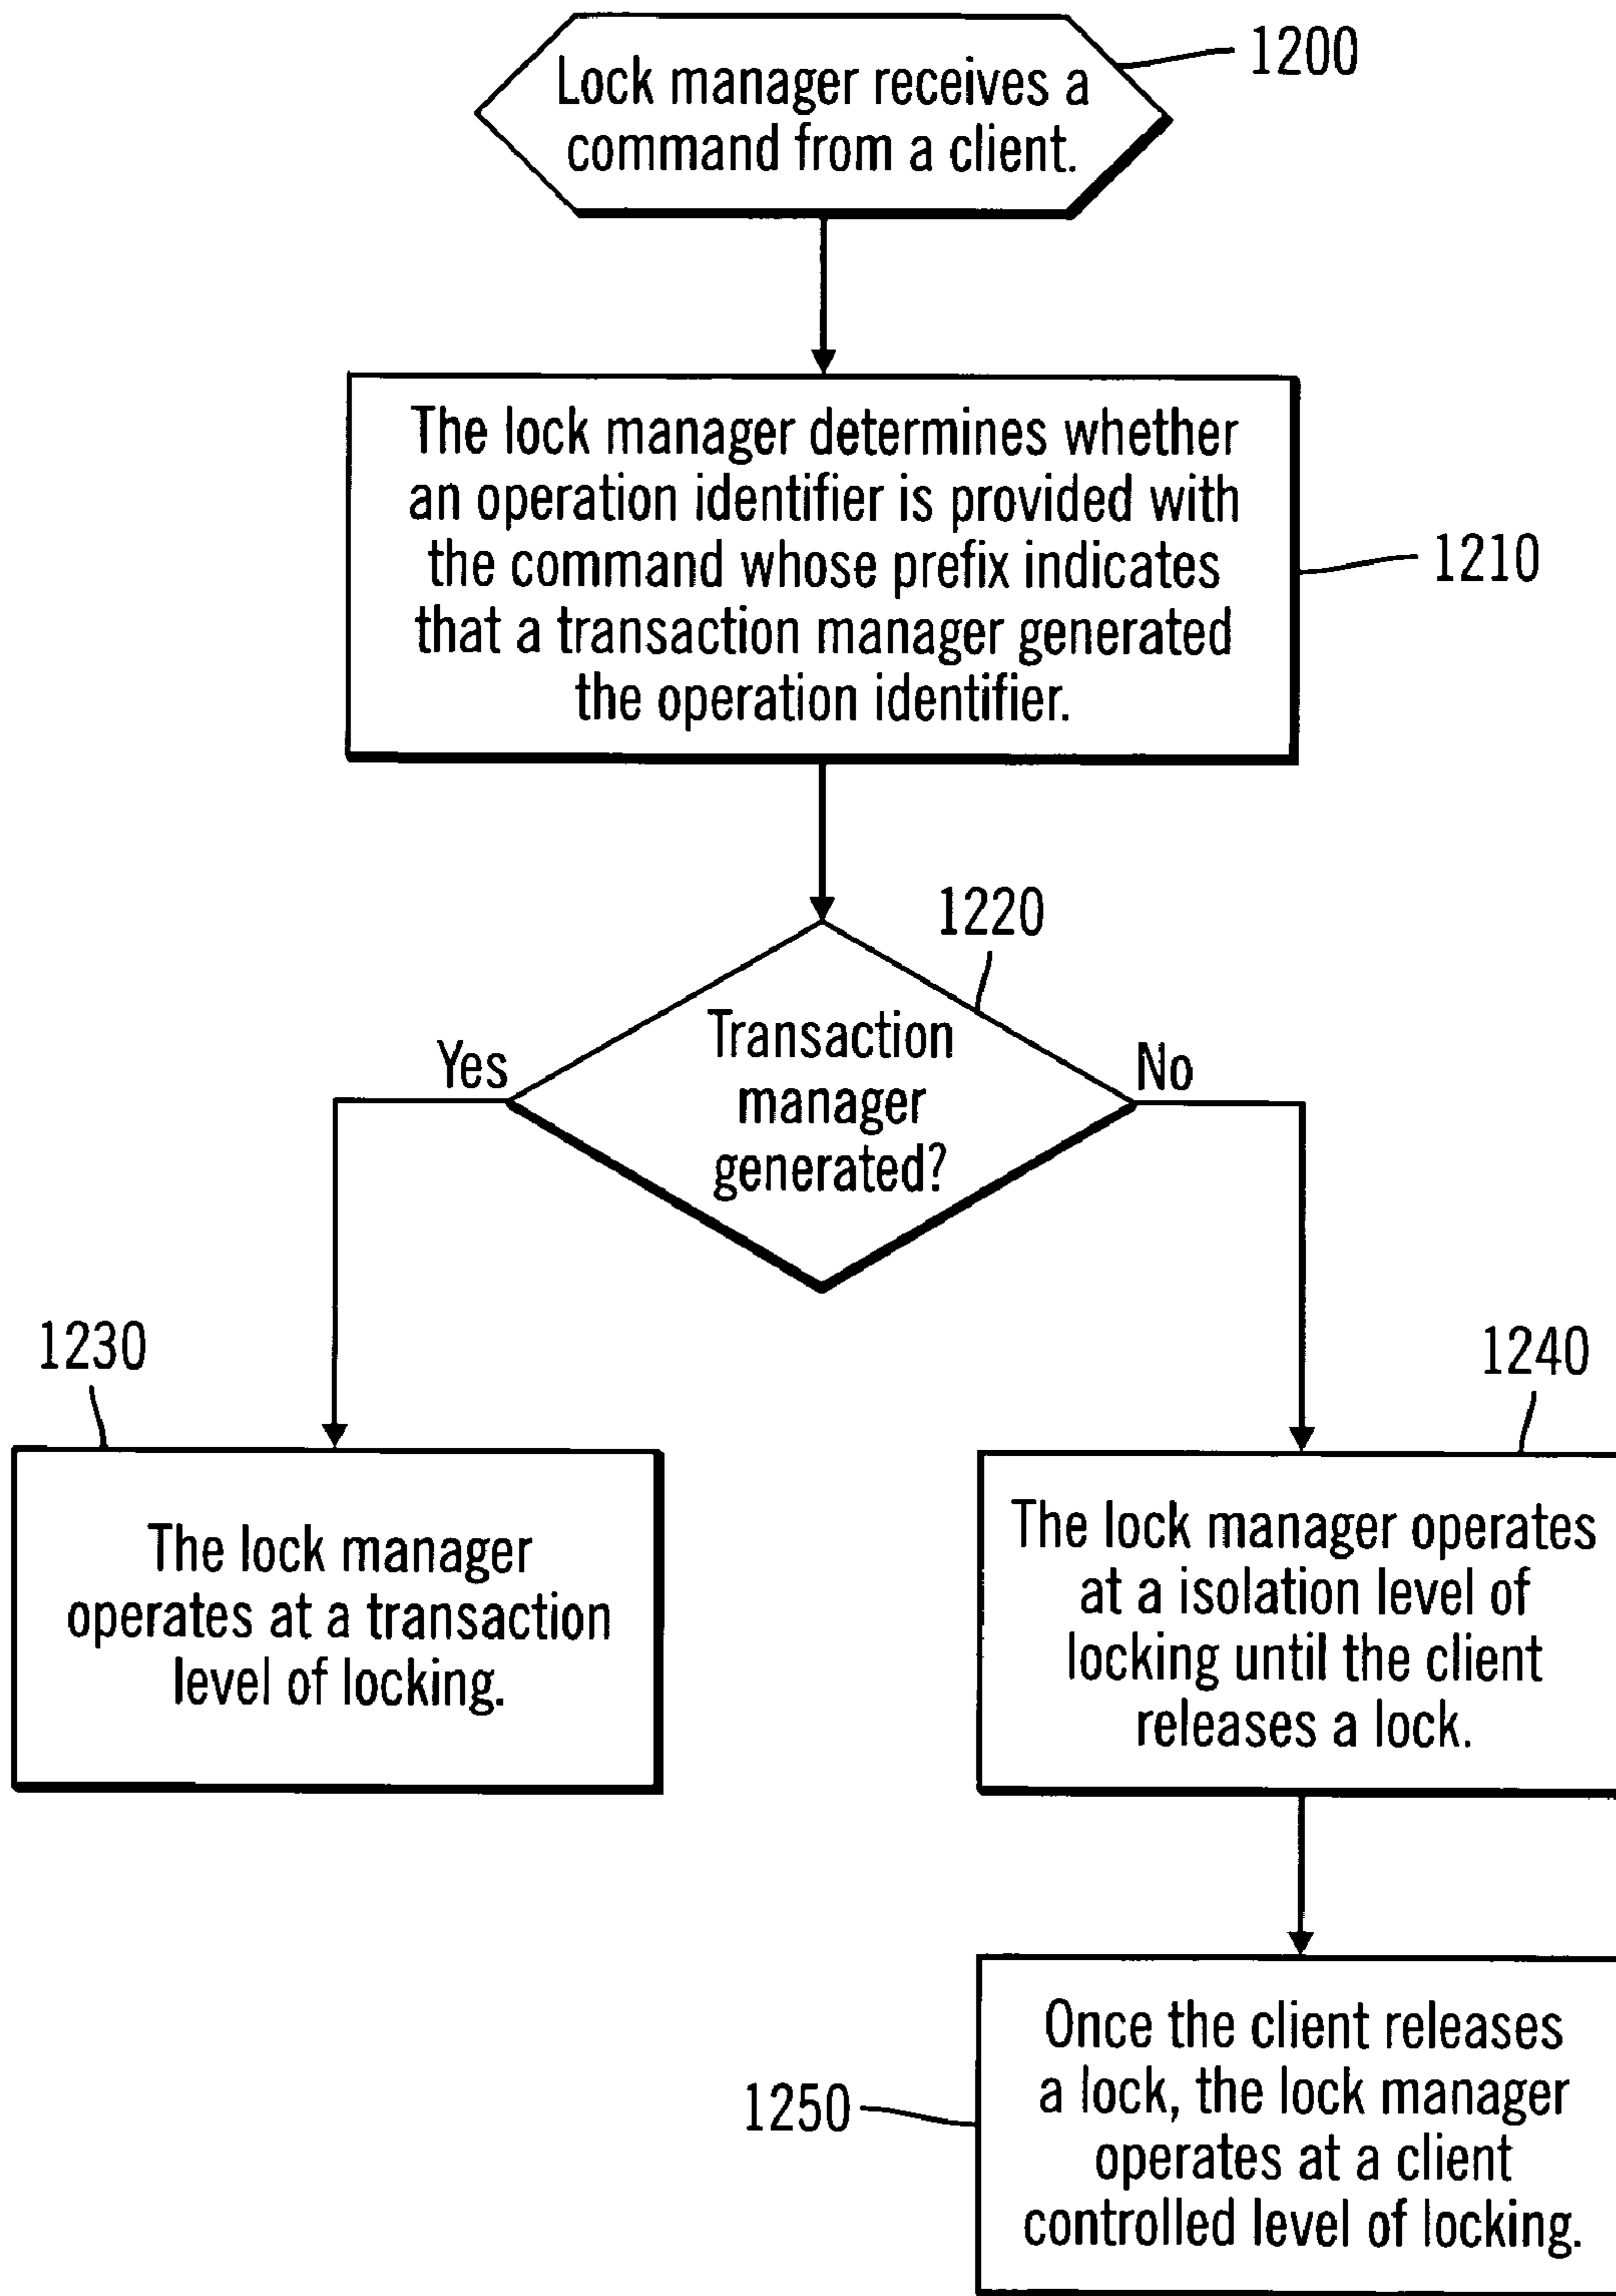 Lock manager receives a
command from a client.
1200
The lock manager determines whether
an operation identifier is provided with
the command whose prefix indicates
that a transaction manager generated
the operation identifier.
1210
1220
Transaction
manager
generated?
Yes
No
1230
The lock manager
operates at a transaction
level of locking.
1240
The lock manager operates
at a isolation level of
locking until the client
releases a lock.
1250
Once the client releases
a lock, the lock manager
operates at a client
controlled level of locking.